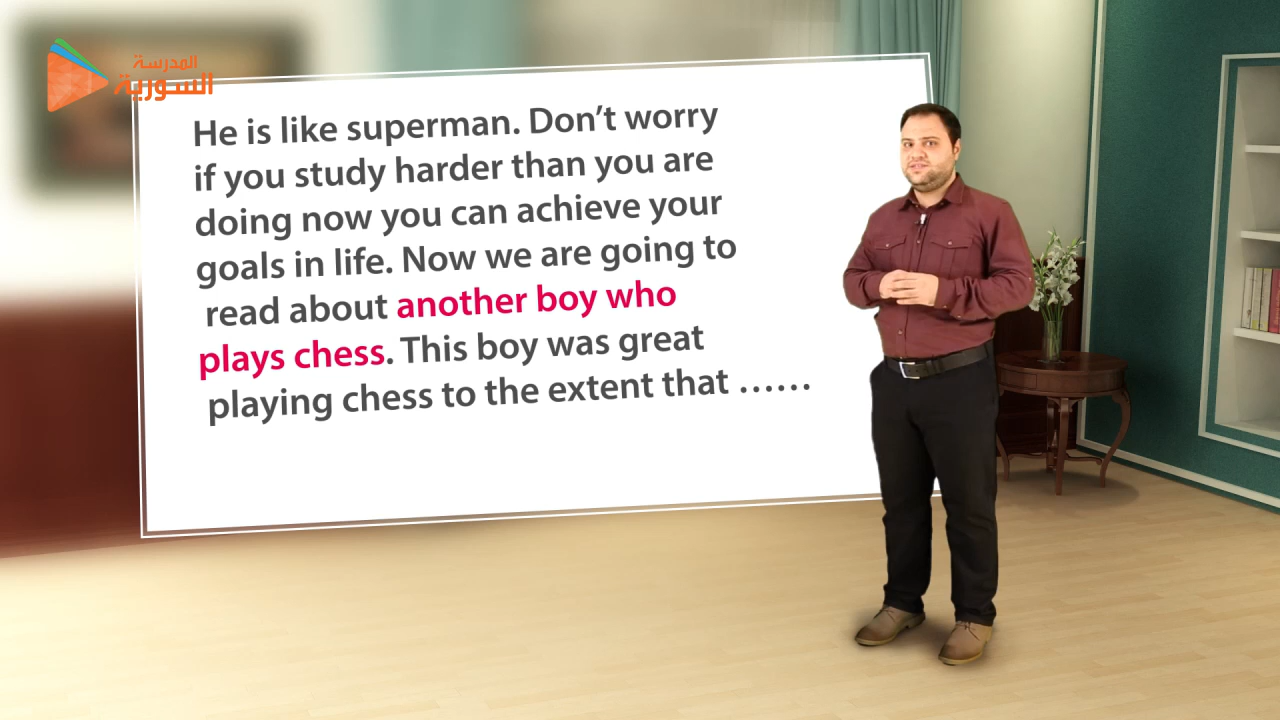 المدرسة
السورية
He is like superman. Don’t worry
if you study harder than you are
doing now you can achieve your
goals in life. Now we are going to
read about another boy who
plays chess. This boy was great
playing chess to the extent that ……